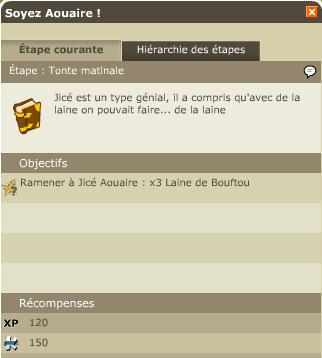 Soyez Aouaire !
Étape courante
Hiérarchie des étapes
Étape : Tonte matinale
Jicé est un type génial, il a compris qu'avec de la
laine on pouvait faire... de la laine
Objectifs
Ramener à Jicé Aouaire : x3 Laine de Bouftou
Récompenses
XP 120
150